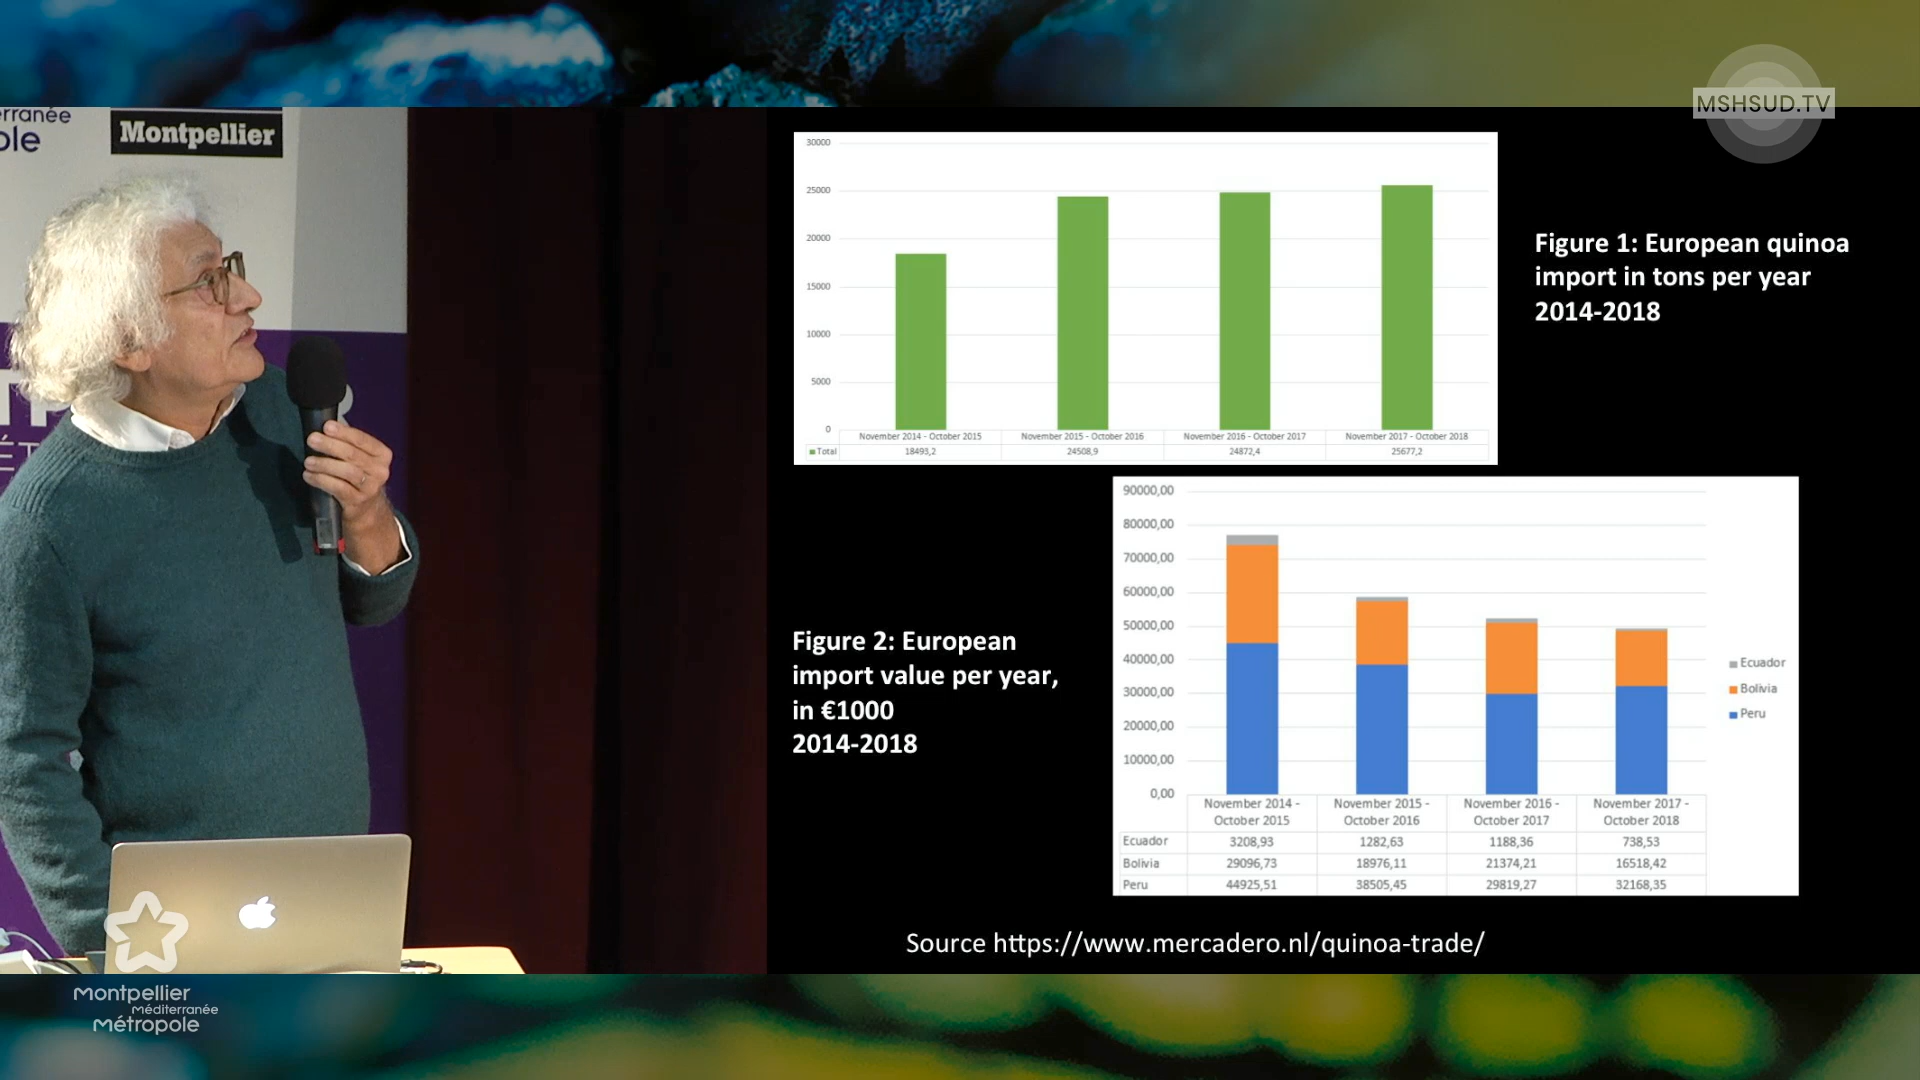 MSHSUD.TV
Montpellier
30000
25000
20000
15000
10000
5000
0
November 2014 - October 2015
November 2015 - October 2016
November 2016 - October 2017
November 2017 - October 2018
Total
18493,2
24508,9
24872,4
25677,2
Figure 1: European quinoa
import in tons per year
2014-2018
Figure 2: European
import value per year,
in €1000
2014-2018
90000,00
80000,00
70000,00
60000,00
50000,00
40000,00
30000,00
20000,00
10000,00
0,00
November 2014 -
October 2015
November 2015 -
October 2016
November 2016 -
October 2017
November 2017 -
October 2018
Ecuador
3208,93
1282,63
1188,36
738,53
Bolivia
29096,73
18976,11
21374,21
16518,42
Peru
44925,51
38505,45
29819,27
32168,35
Ecuador
Bolivia
Peru
Source https://www.mercadero.nl/quinoa-trade/
montpellier
méditerranée
métropole